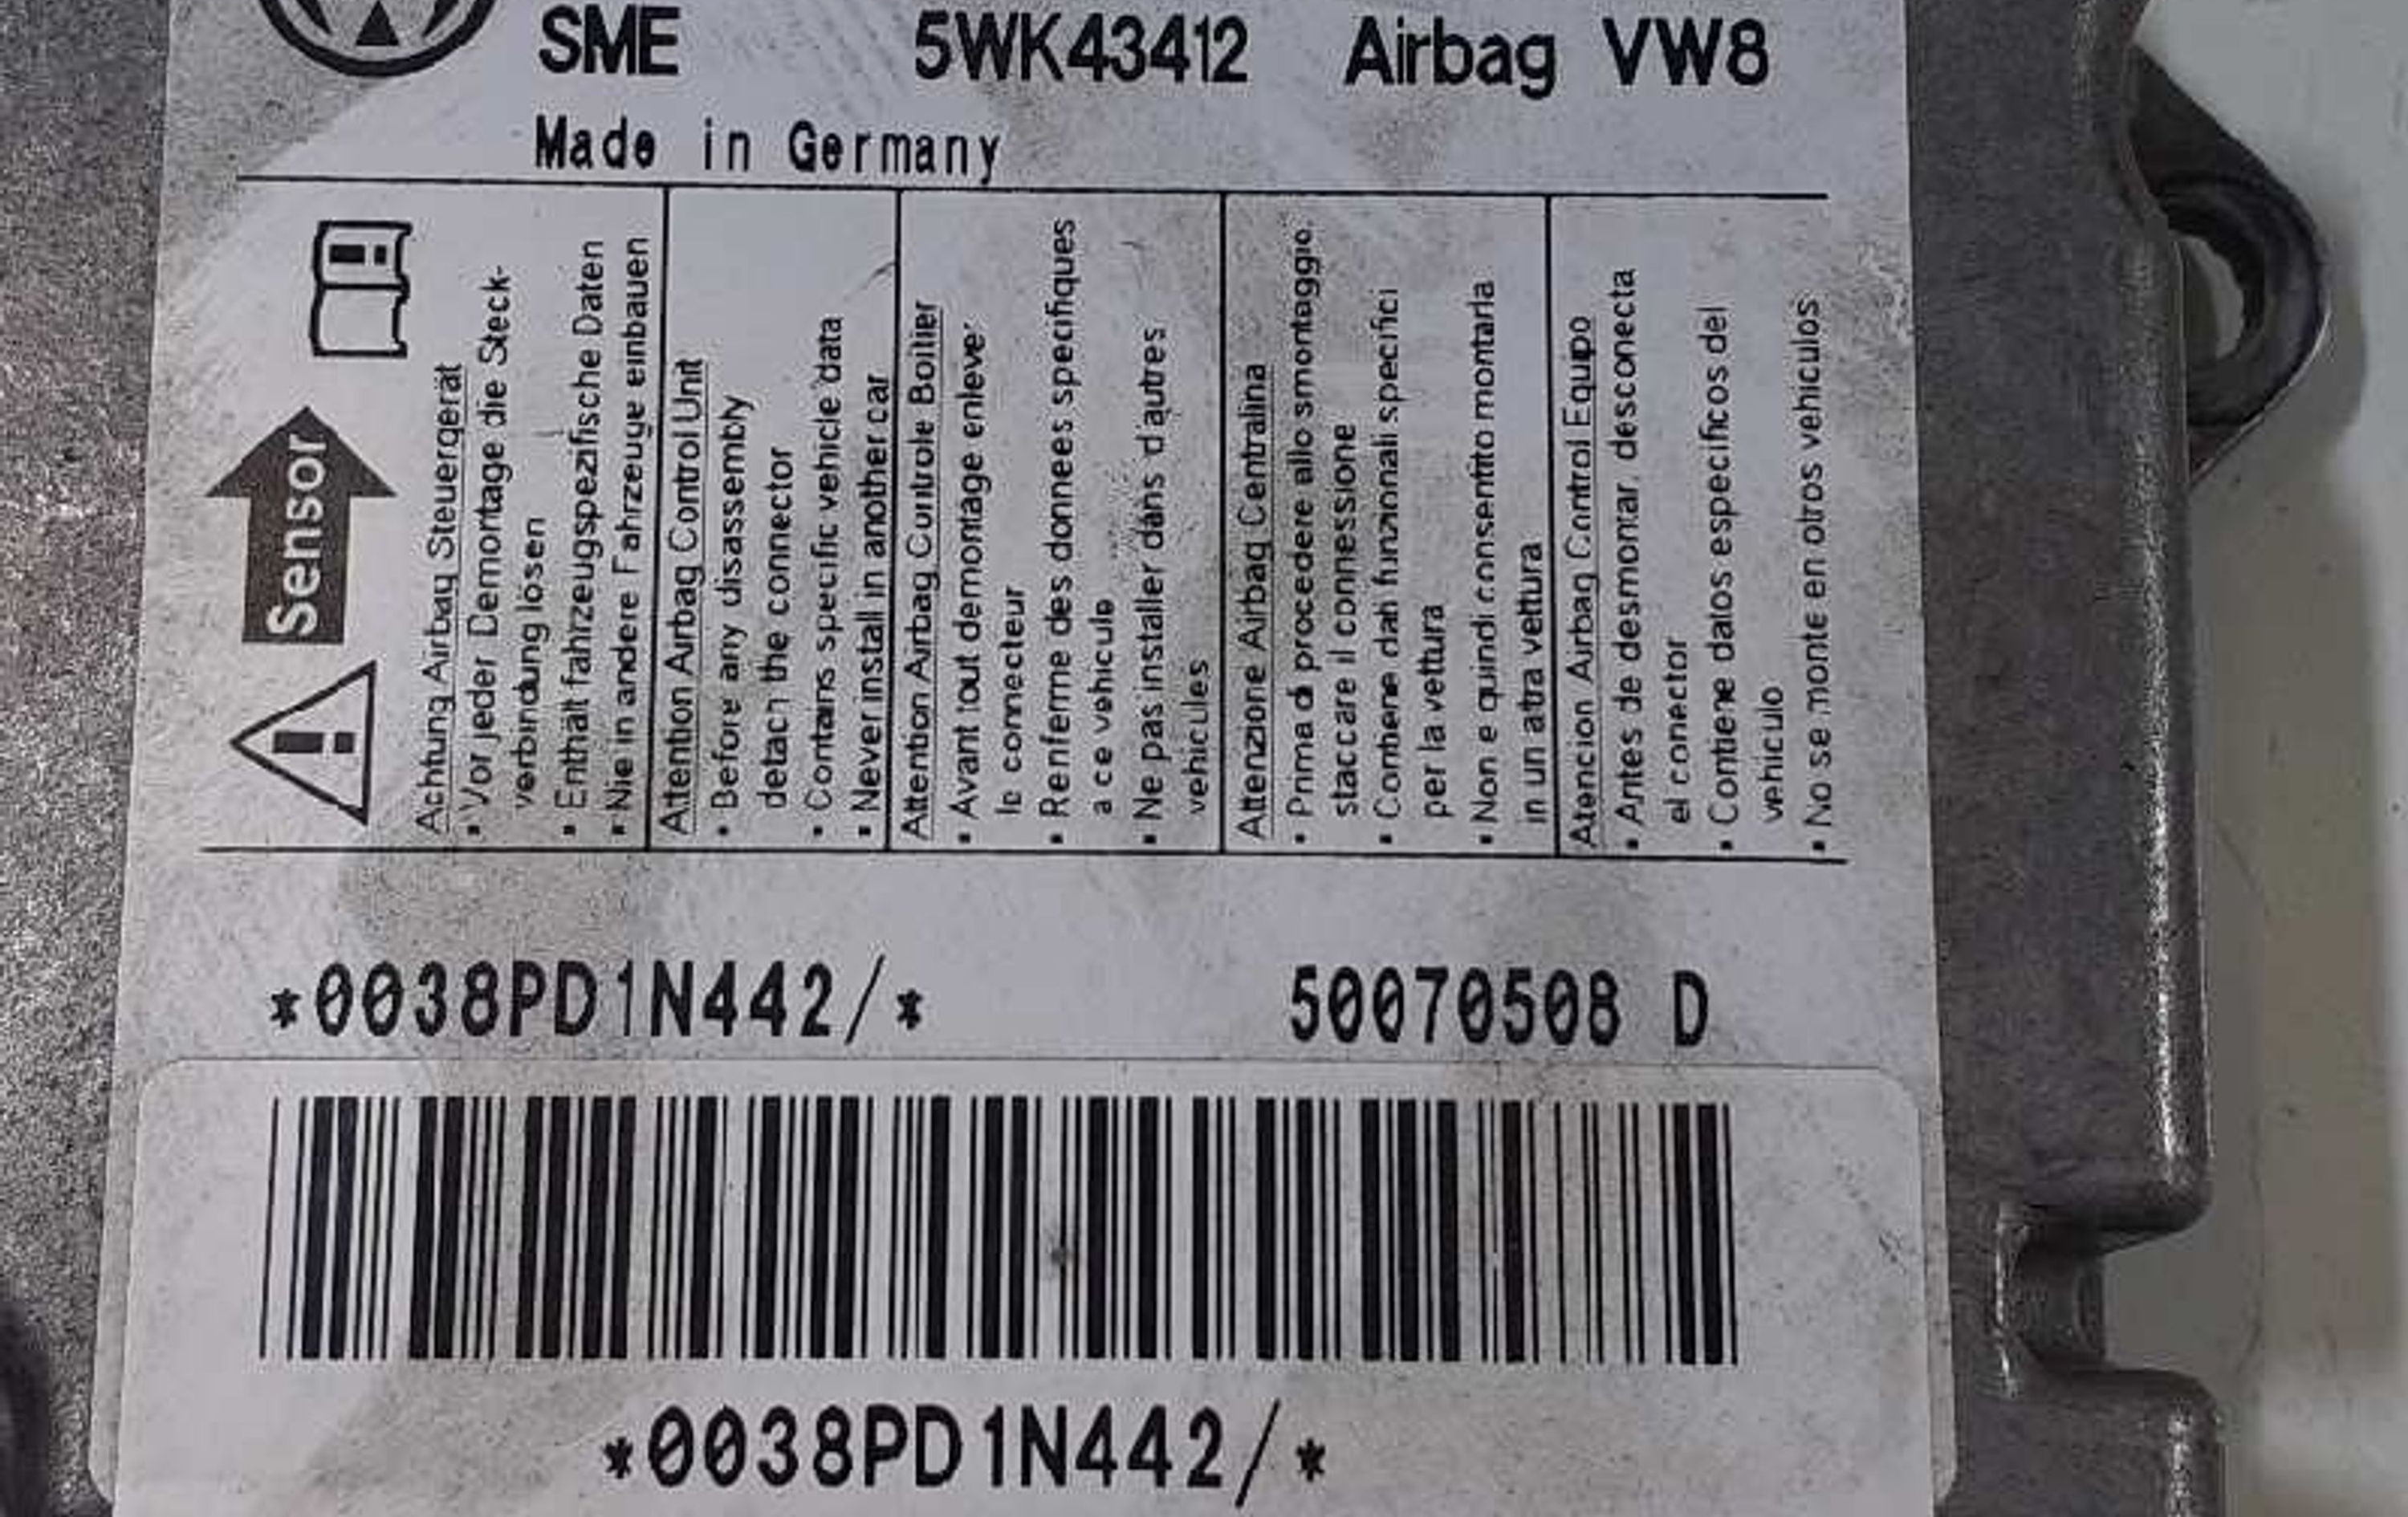 SME 5WK43412 Airbag VW8
Made in Germany
Sensor
Achtung Airbag Steuergerät
• Vor jeder Demontage die Steck-
verbindung losen
• Enthält fahrzeugspezifische Daten
• Nie in andere Fahrzeuge einbauen
Attention Airbag Control Unit
• Before any disassembly
detach the connector
• Contains specific vehicle data
• Never install in another car
Attention Airbag Controle Boitier
• Avant tout demontage enleve'
le connecteur
• Renferme des donnees specifiques
a ce vehicule
• Ne pas installer dans d'autres
vehicules
Attenzione Airbag Centralina
• Prima di procedere allo smontaggio.
staccare il connessione
• Contiene dati funzionali specifici
per la vettura
• Non e quindi consentito montarla
in un altra vettura
Atencion Airbag Control Equipo
• Antes de desmontar, desconecta
el conector
• Contiene datos especificos del
vehiculo
• No se monte en otros vehiculos
*0038PD1N442/* 50070508 D
*0038PD1N442/*